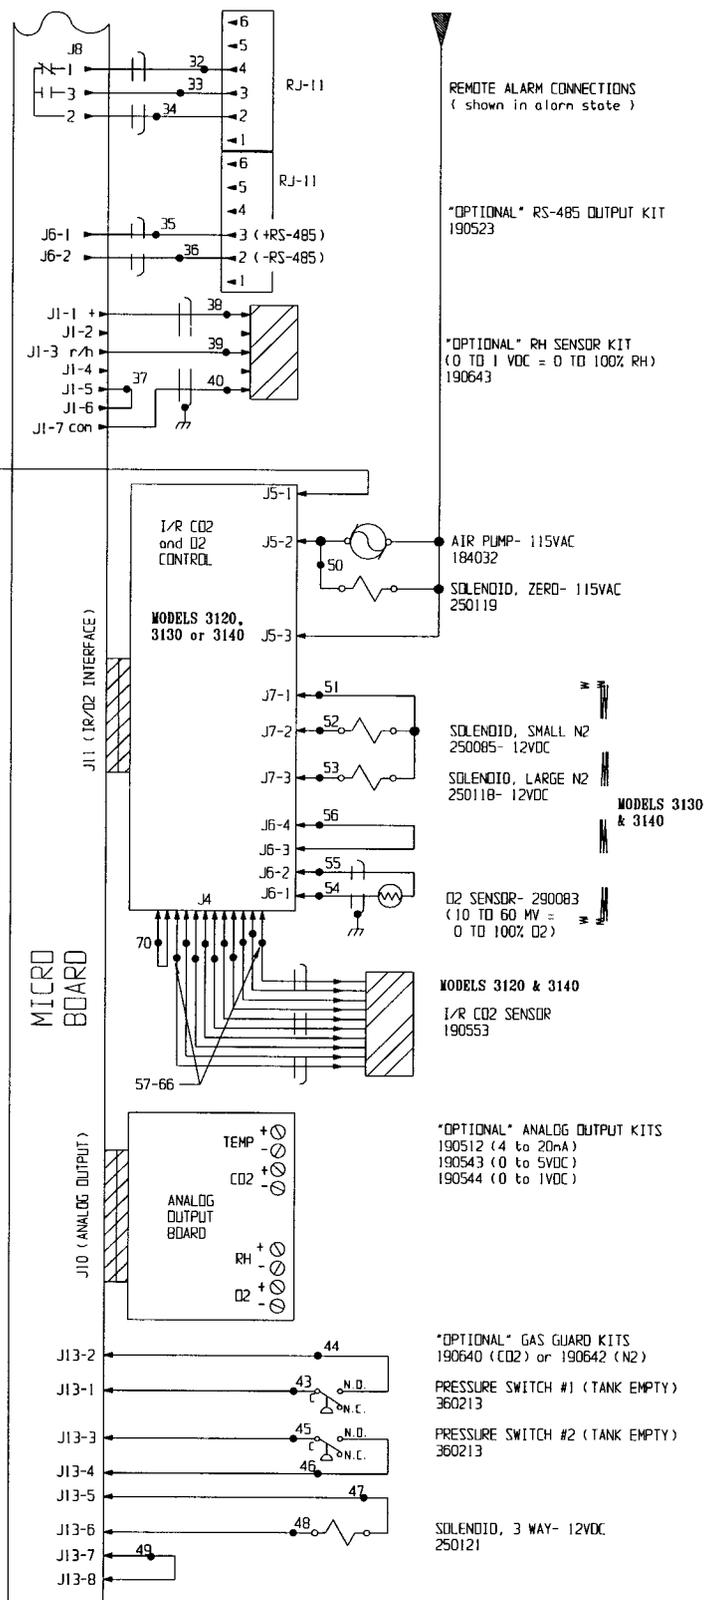 J8
1
3
2
32
33
34
6
5
4
3
2
1
RJ-11
REMOTE ALARM CONNECTIONS
( shown in alarm state )
6
5
4
3 (+RS-485)
2 (-RS-485)
1
RJ-11
J6-1
J6-2
35
36
"OPTIONAL" RS-485 OUTPUT KIT
190523
J1-1 +
J1-2
J1-3 r/h
J1-4
J1-5
J1-6
J1-7 com
37
38
39
40
"OPTIONAL" RH SENSOR KIT
(0 TO 1 VDC = 0 TO 100% RH)
190643
I/R CO2
and O2
CONTROL
MODELS 3120,
3130 or 3140
J5-1
J5-2
50
AIR PUMP- 115VAC
184032
SOLENOID, ZERO- 115VAC
250119
J5-3
J11 (IR/O2 INTERFACE)
J7-1
51
J7-2
52
SOLENOID, SMALL N2
250085- 12VDC
J7-3
53
SOLENOID, LARGE N2
250118- 12VDC
MODELS 3130
& 3140
J6-4
56
J6-3
J6-2
55
J6-1
54
O2 SENSOR- 290083
(10 TO 60 MV =
0 TO 100% O2)
J4
70
57-66
MICRO
BOARD
MODELS 3120 & 3140
I/R CO2 SENSOR
190553
J10 (ANALOG OUTPUT)
ANALOG
OUTPUT
BOARD
TEMP + -
CO2 + -
RH + -
O2 + -
"OPTIONAL" ANALOG OUTPUT KITS
190512 (4 to 20mA)
190543 (0 to 5VDC)
190544 (0 to 1VDC)
"OPTIONAL" GAS GUARD KITS
190640 (CO2) or 190642 (N2)
J13-2
44
J13-1
43
C
N.O.
N.C.
PRESSURE SWITCH #1 (TANK EMPTY)
360213
J13-3
45
C
N.O.
N.C.
PRESSURE SWITCH #2 (TANK EMPTY)
360213
J13-4
46
J13-5
47
J13-6
48
SOLENOID, 3 WAY- 12VDC
250121
J13-7
49
J13-8